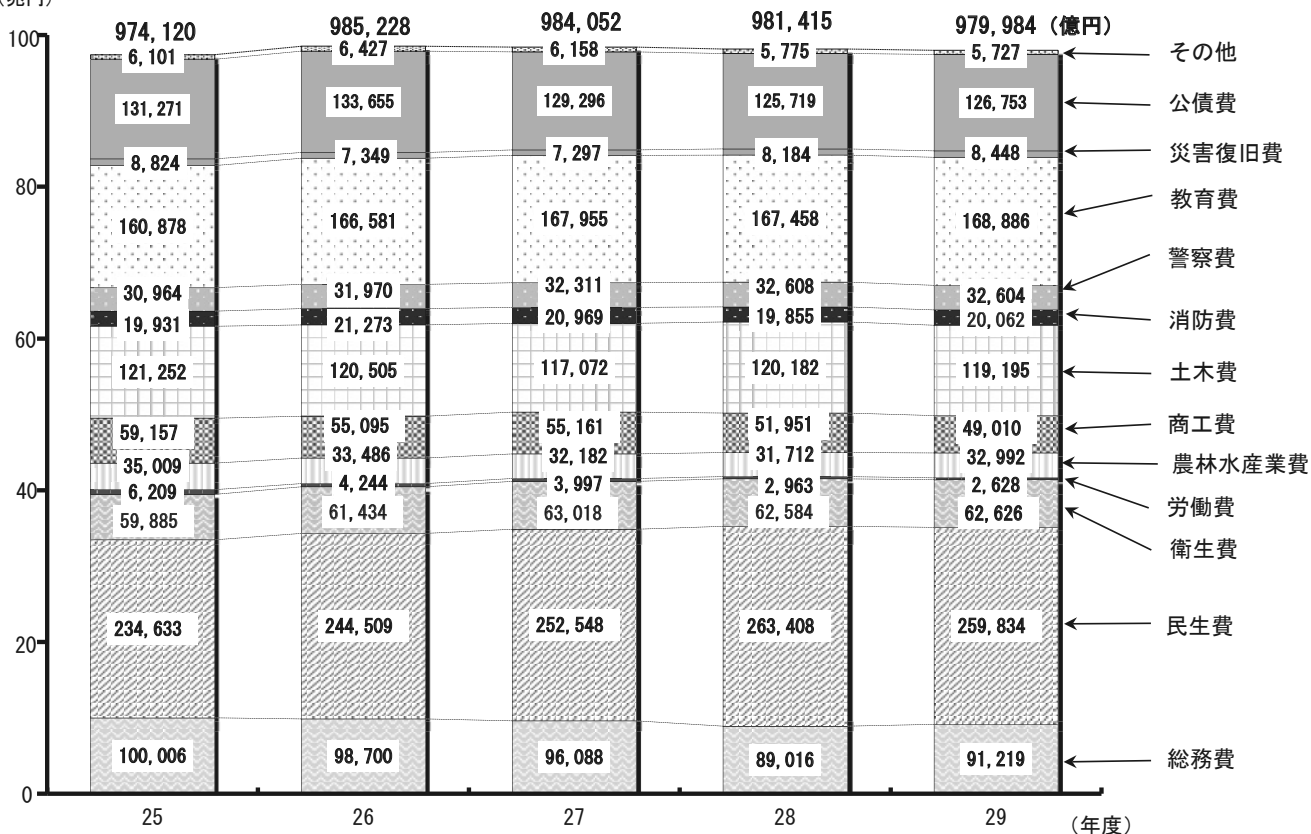 (兆円)
974,120 985,228 984,052 981,415 979,984（億円）
100
6,101 6,427 6,158 5,775 5,727 その他
131,271 133,655 129,296 125,719 126,753 公債費
8,824 7,349 7,297 8,184 8,448 災害復旧費
80
160,878 166,581 167,955 167,458 168,886 教育費
30,964 31,970 32,311 32,608 32,604 警察費
19,931 21,273 20,969 19,855 20,062 消防費
60
121,252 120,505 117,072 120,182 119,195 土木費
59,157 55,095 55,161 51,951 49,010 商工費
35,009 33,486 32,182 31,712 32,992 農林水産業費
40
6,209 4,244 3,997 2,963 2,628 労働費
59,885 61,434 63,018 62,584 62,626 衛生費
234,633 244,509 252,548 263,408 259,834 民生費
20
100,006 98,700 96,088 89,016 91,219 総務費
0
25 26 27 28 29 （年度）